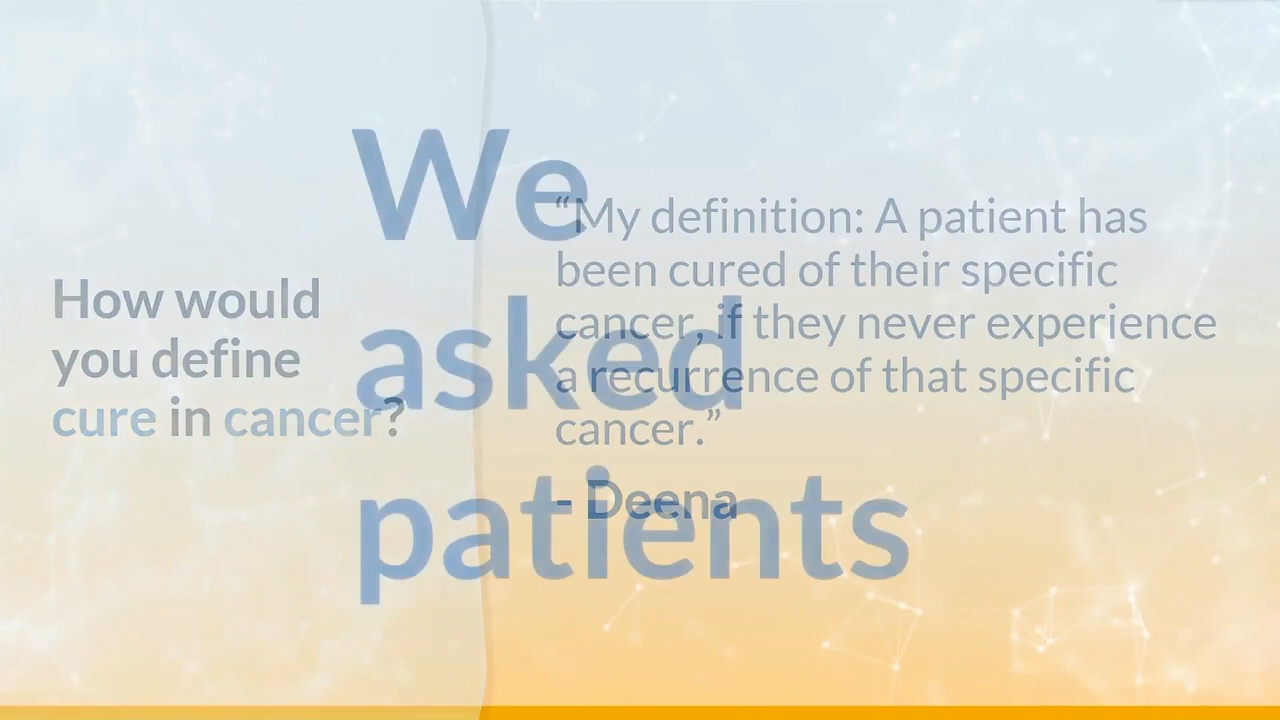 We
asked
patients
How would
you define
cure in cancer?
“My definition: A patient has
been cured of their specific
cancer, if they never experience
a recurrence of that specific
cancer.”
- Deena